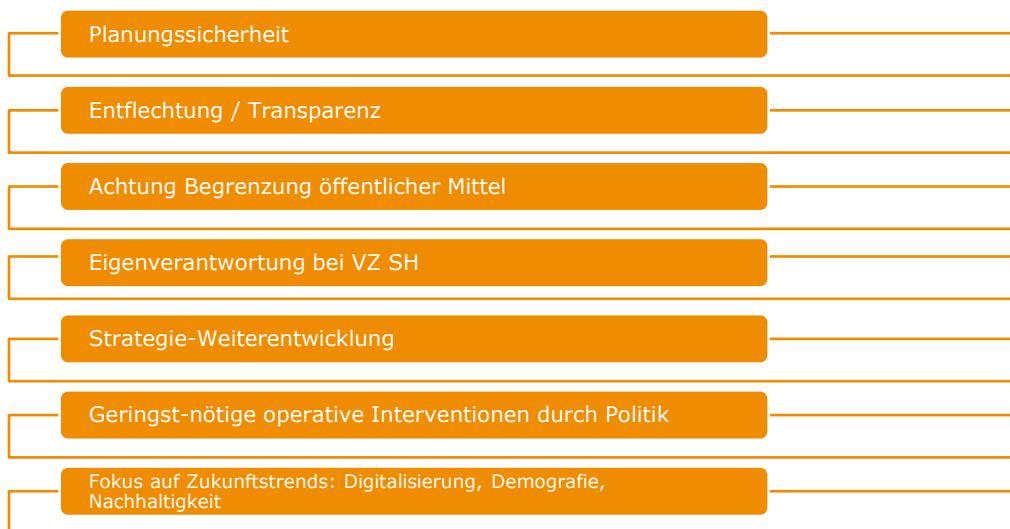 Planungssicherheit
Entflechtung / Transparenz
Achtung Begrenzung öffentlicher Mittel
Eigenverantwortung bei VZ SH
Strategie-Weiterentwicklung
Geringst-nötige operative Interventionen durch Politik
Fokus auf Zukunftstrends: Digitalisierung, Demografie,
Nachhaltigkeit